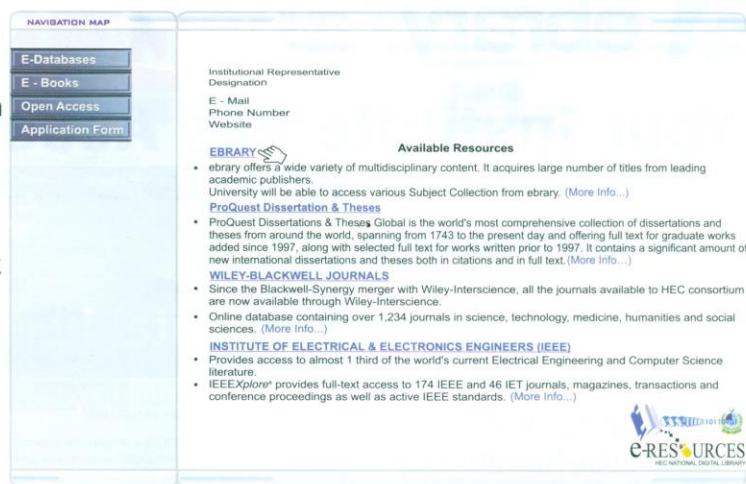 NAVIGATION MAP
E-Databases
E - Books
Open Access
Application Form
Institutional Representative
Designation
E - Mail
Phone Number
Website
Available Resources
EBRARY
• ebrary offers a wide variety of multidisciplinary content. It acquires large number of titles from leading
academic publishers.
University will be able to access various Subject Collection from ebrary. (More Info...)
ProQuest Dissertation & Theses
• ProQuest Dissertations & Theses Global is the world's most comprehensive collection of dissertations and
theses from around the world, spanning from 1743 to the present day and offering full text for graduate works
added since 1997, along with selected full text for works written prior to 1997. It contains a significant amount of
new international dissertations and theses both in citations and in full text. (More Info...)
WILEY-BLACKWELL JOURNALS
• Since the Blackwell-Synergy merger with Wiley-Interscience, all the journals available to HEC consortium
are now available through Wiley-Interscience.
• Online database containing over 1,234 journals in science, technology, medicine, humanities and social
sciences. (More Info...)
INSTITUTE OF ELECTRICAL & ELECTRONICS ENGINEERS (IEEE)
• Provides access to almost 1 third of the world's current Electrical Engineering and Computer Science
literature.
• IEEEXplore® provides full-text access to 174 IEEE and 46 IET journals, magazines, transactions and
conference proceedings as well as active IEEE standards. (More Info...)
e-RESOURCES
HEC NATIONAL DIGITAL LIBRARY